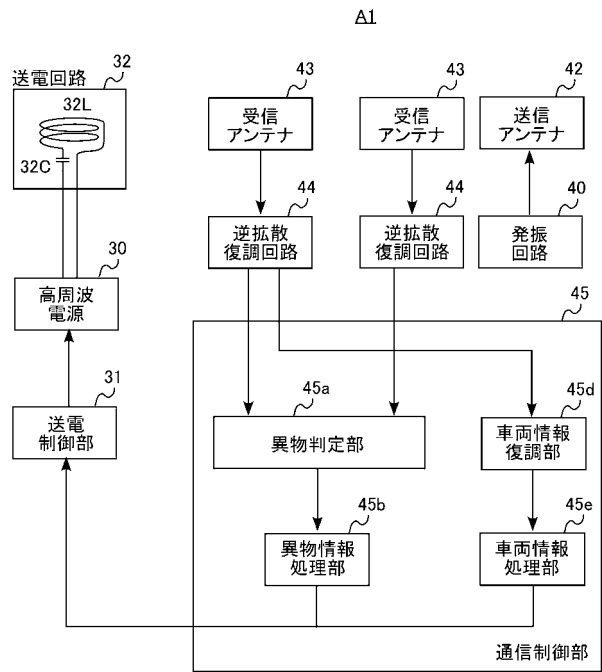 A1
送電回路
32
32L
32C
43
受信
アンテナ
43
受信
アンテナ
42
送信
アンテナ
44
逆拡散
復調回路
44
逆拡散
復調回路
40
発振
回路
30
高周波
電源
45
31
送電
制御部
45a
異物判定部
45d
車両情報
復調部
45b
異物情報
処理部
45e
車両情報
処理部
通信制御部